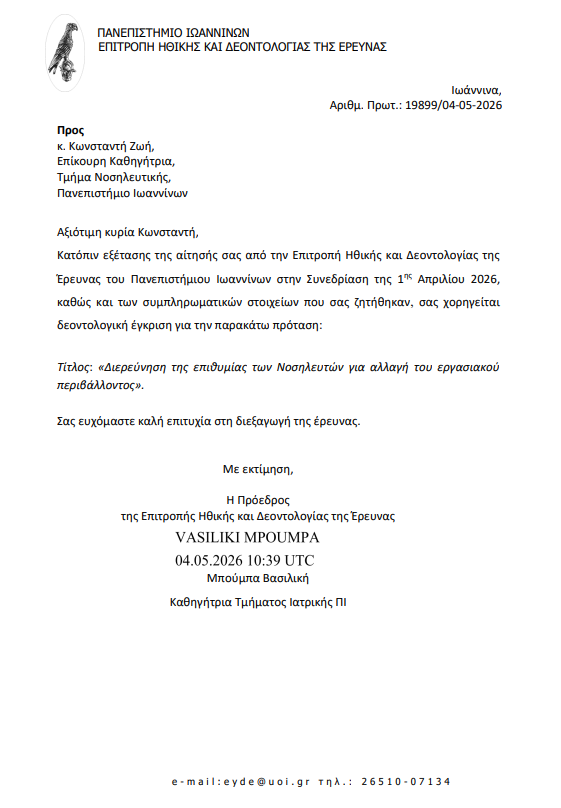 ΠΑΝΕΠΙΣΤΗΜΙΟ ΙΩΑΝΝΙΝΩΝ
ΕΠΙΤΡΟΠΗ ΗΘΙΚΗΣ ΚΑΙ ΔΕΟΝΤΟΛΟΓΙΑΣ ΤΗΣ ΕΡΕΥΝΑΣ
Ιωάννινα,
Αριθμ. Πρωτ.: 19899/04-05-2026
Προς
κ. Κωνσταντή Ζωή,
Επίκουρη Καθηγήτρια,
Τμήμα Νοσηλευτικής,
Πανεπιστήμιο Ιωαννίνων
Αξιότιμη κυρία Κωνσταντή,
Κατόπιν εξέτασης της αίτησής σας από την Επιτροπή Ηθικής και Δεοντολογίας της
Έρευνας του Πανεπιστήμιου Ιωαννίνων στην Συνεδρίαση της 1ης Απριλίου 2026,
καθώς και των συμπληρωματικών στοιχείων που σας ζητήθηκαν, σας χορηγείται
δεοντολογική έγκριση για την παρακάτω πρόταση:
Τίτλος: «Διερεύνηση της επιθυμίας των Νοσηλευτών για αλλαγή του εργασιακού
περιβάλλοντος».
Σας ευχόμαστε καλή επιτυχία στη διεξαγωγή της έρευνας.
Με εκτίμηση,
Η Πρόεδρος
της Επιτροπής Ηθικής και Δεοντολογίας της Έρευνας
VASILIKI MPOUMPA
04.05.2026 10:39 UTC
Μπούμπα Βασιλική
Καθηγήτρια Τμήματος Ιατρικής ΠΙ
e-mail:eyde@uoi.gr τηλ.: 26510-07134